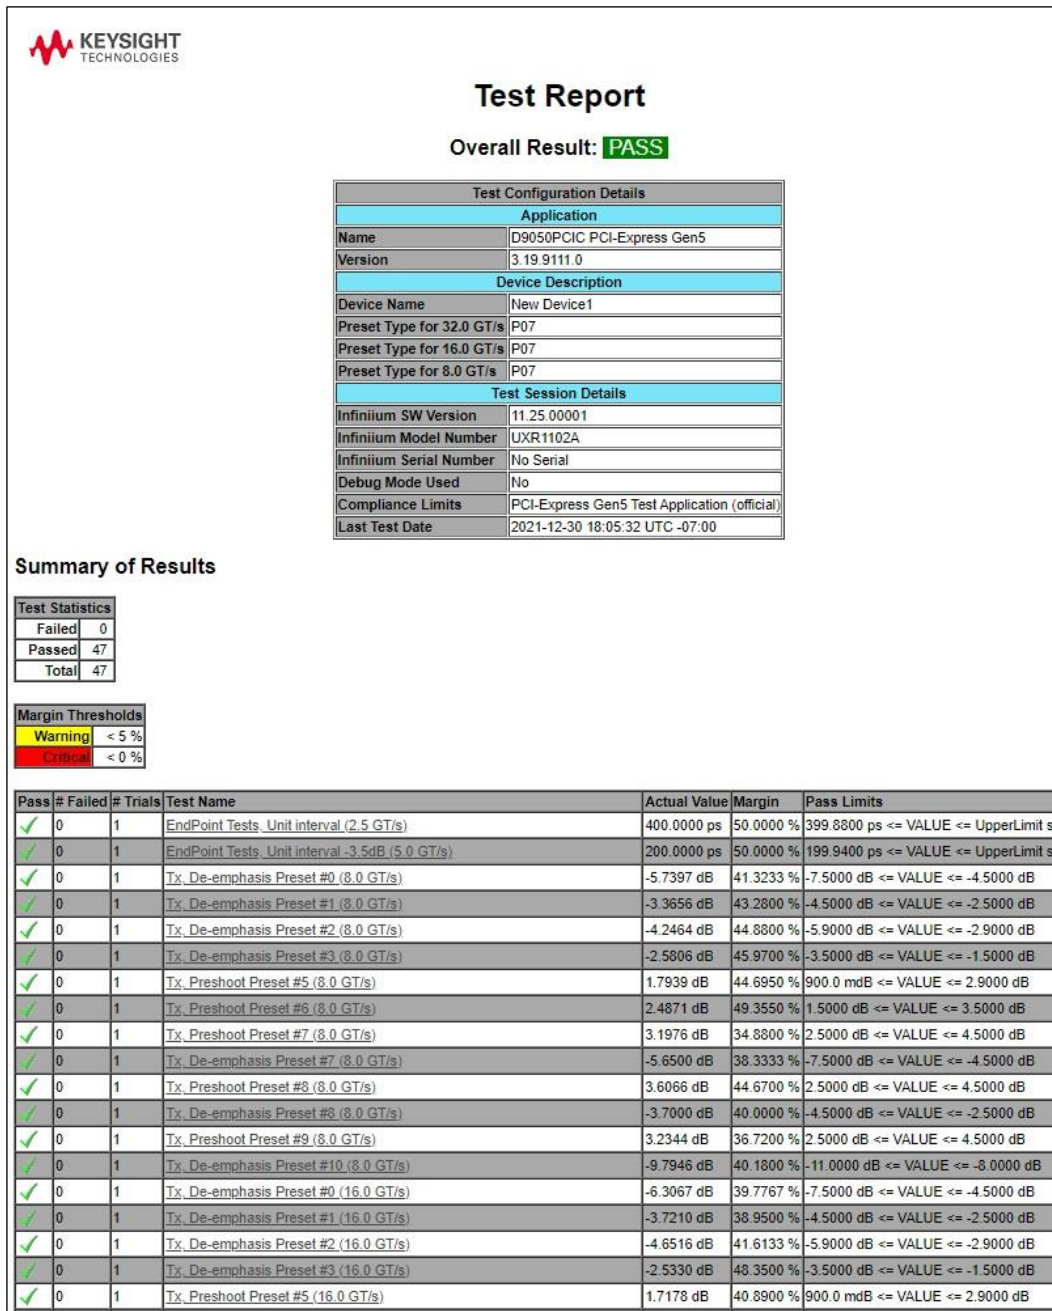 KEYSIGHT
TECHNOLOGIES
Test Report
Overall Result: PASS
Test Configuration Details
Application
Name D9050PCIC PCI-Express Gen5
Version 3.19.9111.0
Device Description
Device Name New Device1
Preset Type for 32.0 GT/s P07
Preset Type for 16.0 GT/s P07
Preset Type for 8.0 GT/s P07
Test Session Details
Infiniium SW Version 11.25.00001
Infiniium Model Number UXR1102A
Infiniium Serial Number No Serial
Debug Mode Used No
Compliance Limits PCI-Express Gen5 Test Application (official)
Last Test Date 2021-12-30 18:05:32 UTC -07:00
Summary of Results
Test Statistics
Failed 0
Passed 47
Total 47
Margin Thresholds
Warning < 5 %
Critical < 0 %
Pass # Failed # Trials Test Name Actual Value Margin Pass Limits
0 1 EndPoint Tests, Unit interval (2.5 GT/s) 400.0000 ps 50.0000 % 399.8800 ps <= VALUE <= UpperLimit s
0 1 EndPoint Tests, Unit interval -3.5dB (5.0 GT/s) 200.0000 ps 50.0000 % 199.9400 ps <= VALUE <= UpperLimit s
0 1 Tx, De-emphasis Preset #0 (8.0 GT/s) -5.7397 dB 41.3233 % -7.5000 dB <= VALUE <= -4.5000 dB
0 1 Tx, De-emphasis Preset #1 (8.0 GT/s) -3.3656 dB 43.2800 % -4.5000 dB <= VALUE <= -2.5000 dB
0 1 Tx, De-emphasis Preset #2 (8.0 GT/s) -4.2464 dB 44.8800 % -5.9000 dB <= VALUE <= -2.9000 dB
0 1 Tx, De-emphasis Preset #3 (8.0 GT/s) -2.5806 dB 45.9700 % -3.5000 dB <= VALUE <= -1.5000 dB
0 1 Tx, Preshoot Preset #5 (8.0 GT/s) 1.7939 dB 44.6950 % 900.0 mdB <= VALUE <= 2.9000 dB
0 1 Tx, Preshoot Preset #6 (8.0 GT/s) 2.4871 dB 49.3550 % 1.5000 dB <= VALUE <= 3.5000 dB
0 1 Tx, Preshoot Preset #7 (8.0 GT/s) 3.1976 dB 34.8800 % 2.5000 dB <= VALUE <= 4.5000 dB
0 1 Tx, De-emphasis Preset #7 (8.0 GT/s) -5.6500 dB 38.3333 % -7.5000 dB <= VALUE <= -4.5000 dB
0 1 Tx, Preshoot Preset #8 (8.0 GT/s) 3.6066 dB 44.6700 % 2.5000 dB <= VALUE <= 4.5000 dB
0 1 Tx, De-emphasis Preset #8 (8.0 GT/s) -3.7000 dB 40.0000 % -4.5000 dB <= VALUE <= -2.5000 dB
0 1 Tx, Preshoot Preset #9 (8.0 GT/s) 3.2344 dB 36.7200 % 2.5000 dB <= VALUE <= 4.5000 dB
0 1 Tx, De-emphasis Preset #10 (8.0 GT/s) -9.7946 dB 40.1800 % -11.0000 dB <= VALUE <= -8.0000 dB
0 1 Tx, De-emphasis Preset #0 (16.0 GT/s) -6.3067 dB 39.7767 % -7.5000 dB <= VALUE <= -4.5000 dB
0 1 Tx, De-emphasis Preset #1 (16.0 GT/s) -3.7210 dB 38.9500 % -4.5000 dB <= VALUE <= -2.5000 dB
0 1 Tx, De-emphasis Preset #2 (16.0 GT/s) -4.6516 dB 41.6133 % -5.9000 dB <= VALUE <= -2.9000 dB
0 1 Tx, De-emphasis Preset #3 (16.0 GT/s) -2.5330 dB 48.3500 % -3.5000 dB <= VALUE <= -1.5000 dB
0 1 Tx, Preshoot Preset #5 (16.0 GT/s) 1.7178 dB 40.8900 % 900.0 mdB <= VALUE <= 2.9000 dB